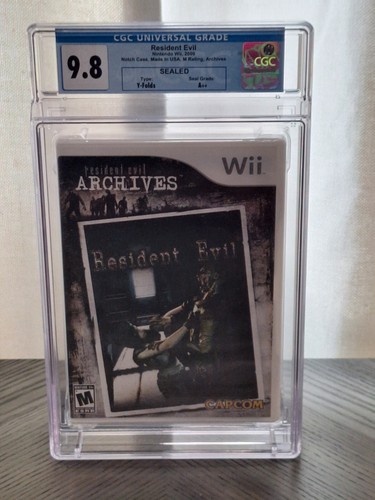 CGC UNIVERSAL GRADE
9.8
Resident Evil
Nintendo Wii, 2009
Notch Case, Made in USA, M Rating, Archives
SEALED
Type: Seal Grade:
Y-Folds A++
CGC
resident evil
ARCHIVES
Wii
Resident Evil
M
CAPCOM